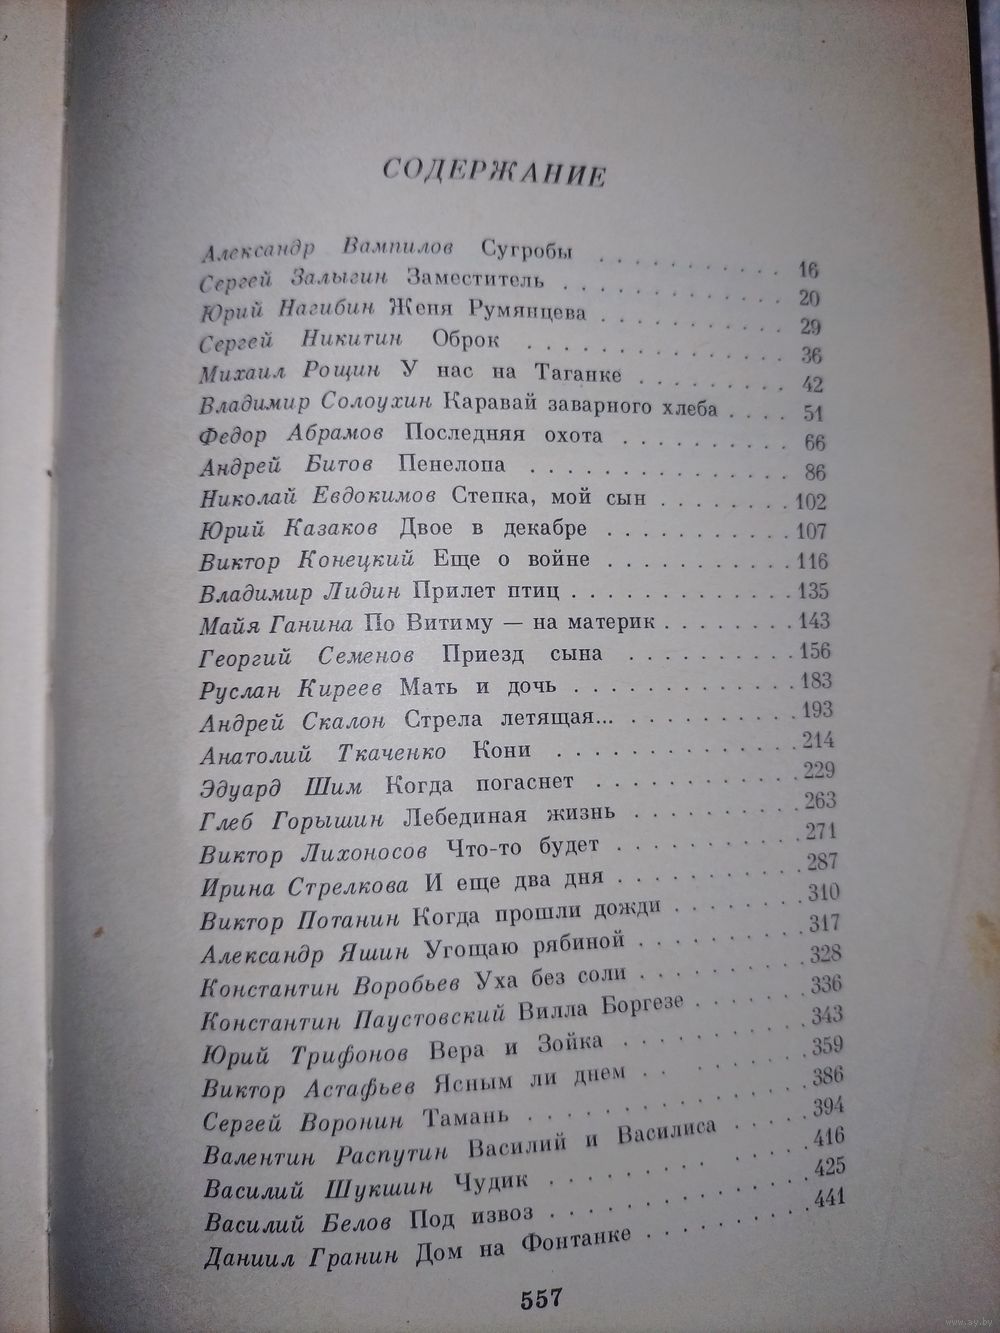 СОДЕРЖАНИЕ
Александр Вампилов Сугробы . . . . . . . . . 16
Сергей Залыгин Заместитель . . . . . . . . . . 20
Юрий Нагибин Женя Румянцева . . . . . . . . 29
Сергей Никитин Оброк . . . . . . . . . . . 36
Михаил Рощин У нас на Таганке . . . . . . . 42
Владимир Солоухин Каравай заварного хлеба . . . . 51
Федор Абрамов Последняя охота . . . . . . . . 66
Андрей Битов Пенелопа . . . . . . . . . . . 86
Николай Евдокимов Степка, мой сын . . . . . . . 102
Юрий Казаков Двое в декабре . . . . . . . . . 107
Виктор Конецкий Еще о войне . . . . . . . . . 116
Владимир Лидин Прилет птиц . . . . . . . . . . . 135
Майя Ганина По Витиму — на материк . . . . . . . 143
Георгий Семенов Приезд сына . . . . . . . . 156
Руслан Киреев Мать и дочь . . . . . . . . . . 183
Андрей Скалон Стрела летящая... . . . . . . . . 193
Анатолий Ткаченко Кони . . . . . . . . . . . 214
Эдуард Шим Когда погаснет . . . . . . . . . . 229
Глеб Горышин Лебединая жизнь . . . . . . . . 263
Виктор Лихоносов Что-то будет . . . . . . . . . 271
Ирина Стрелкова И еще два дня . . . . . . . . . 287
Виктор Потанин Когда прошли дожди . . . . . . . 310
Александр Яшин Угощаю рябиной . . . . . . . . 317
Константин Воробьев Уха без соли . . . . . . . . 328
Константин Паустовский Вилла Боргезе . . . . . . 336
Юрий Трифонов Вера и Зойка . . . . . . . . . 343
Виктор Астафьев Ясным ли днем . . . . . . . . 359
Сергей Воронин Тамань . . . . . . . . . . . . 386
Валентин Распутин Василий и Василиса . . . . 394
Василий Шукшин Чудик . . . . . . . . . . . 416
Василий Белов Под извоз . . . . . . . . . . . 425
Даниил Гранин Дом на Фонтанке . . . . . . . . 441
557
www.ay.by